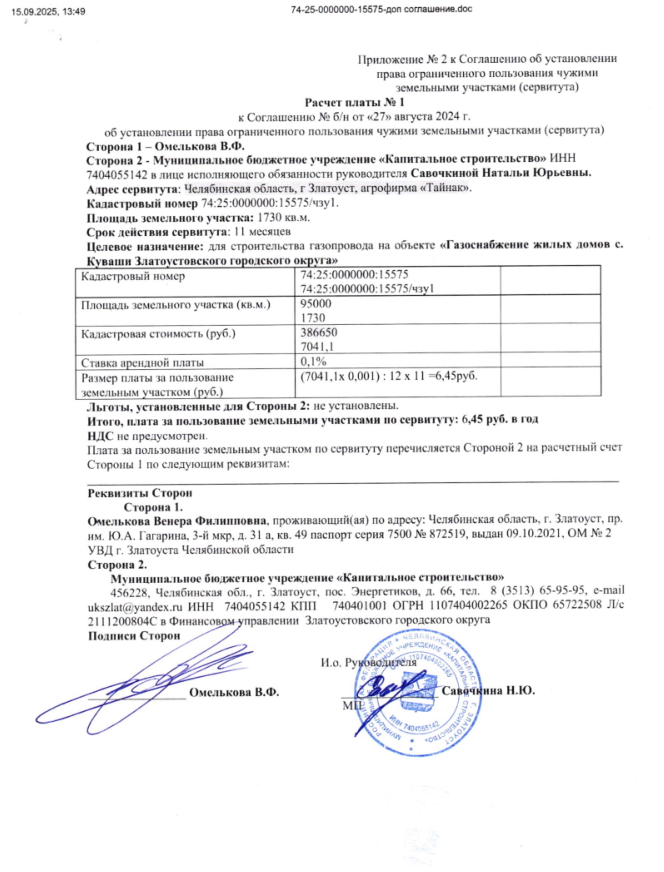 15.09.2025, 13:49
74-25-0000000-15575-доп соглашение.doc
Приложение № 2 к Соглашению об установлении
права ограниченного пользования чужими
земельными участками (сервитута)
Расчет платы № 1
к Соглашению № б/н от «27» августа 2024 г.
об установлении права ограниченного пользования чужими земельными участками (сервитута)
Сторона 1 – Омелькова В.Ф.
Сторона 2 - Муниципальное бюджетное учреждение «Капитальное строительство» ИНН
7404055142 в лице исполняющего обязанности руководителя Савочкиной Натальи Юрьевны.
Адрес сервитута: Челябинская область, г Златоуст, агрофирма «Тайнак».
Кадастровый номер 74:25:0000000:15575/чзу1.
Площадь земельного участка: 1730 кв.м.
Срок действия сервитута: 11 месяцев
Целевое назначение: для строительства газопровода на объекте «Газоснабжение жилых домов с.
Куваши Златоустовского городского округа»
Кадастровый номер
74:25:0000000:15575
74:25:0000000:15575/чзу1
Площадь земельного участка (кв.м.)
95000
1730
Кадастровая стоимость (руб.)
386650
7041,1
Ставка арендной платы
0,1%
Размер платы за пользование
земельным участком (руб.)
(7041,1х 0,001) : 12 х 11 =6,45руб.
Льготы, установленные для Стороны 2: не установлены.
Итого, плата за пользование земельными участками по сервитуту: 6,45 руб. в год
НДС не предусмотрен.
Плата за пользование земельным участком по сервитуту перечисляется Стороной 2 на расчетный счет
Стороны 1 по следующим реквизитам:
Реквизиты Сторон
Сторона 1.
Омелькова Венера Филипповна, проживающий(ая) по адресу: Челябинская область, г. Златоуст, пр.
им. Ю.А. Гагарина, 3-й мкр, д. 31 а, кв. 49 паспорт серия 7500 № 872519, выдан 09.10.2021, ОМ № 2
УВД г. Златоуста Челябинской области
Сторона 2.
Муниципальное бюджетное учреждение «Капитальное строительство»
456228, Челябинская обл., г. Златоуст, пос. Энергетиков, д. 66, тел. 8 (3513) 65-95-95, e-mail
ukszlat@yandex.ru ИНН 7404055142 КПП 740401001 ОГРН 1107404002265 ОКПО 65722508 Л/с
2111200804С в Финансовом управлении Златоустовского городского округа
Подписи Сторон
И.о. Руководителя
Омелькова В.Ф.
Савочкина Н.Ю.
МП
РОССИЙСКАЯ ФЕДЕРАЦИЯ ЧЕЛЯБИНСКАЯ ОБЛАСТЬ Г. ЗЛАТОУСТ
МУНИЦИПАЛЬНОЕ БЮДЖЕТНОЕ УЧРЕЖДЕНИЕ «КАПИТАЛЬНОЕ СТРОИТЕЛЬСТВО»
ОГРН 1107404002265
ИНН 7404055142